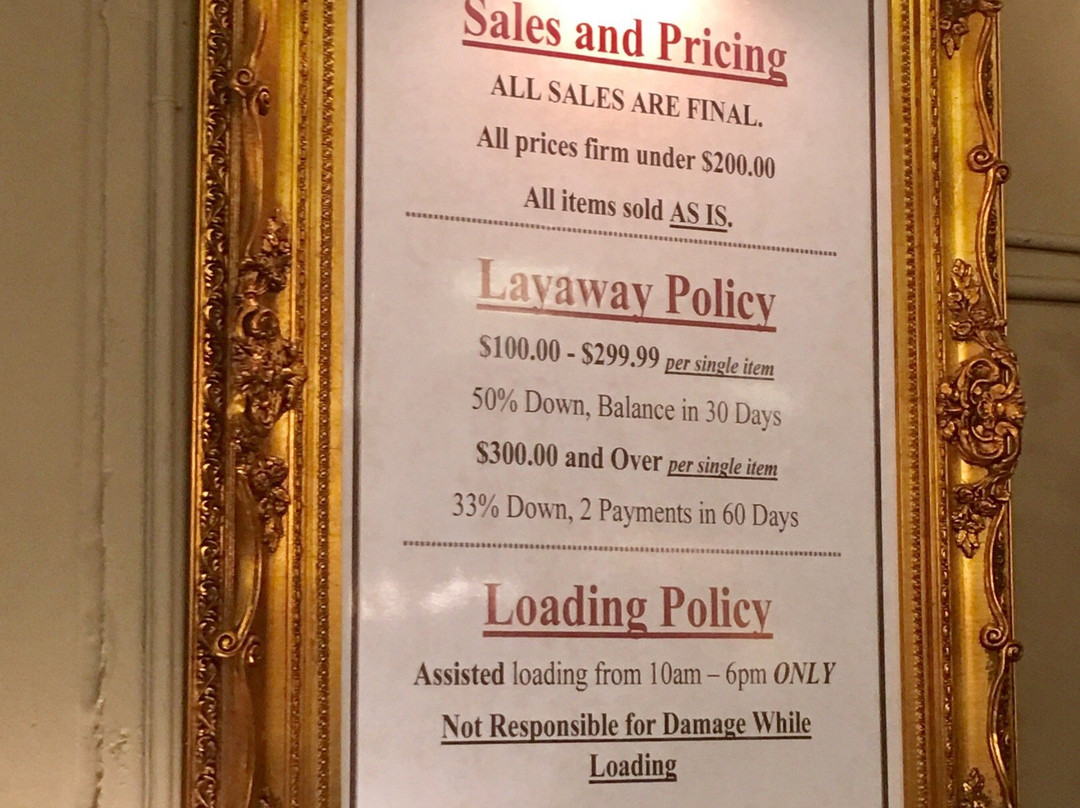 Sales and Pricing
ALL SALES ARE FINAL.
All prices firm under $200.00
All items sold AS IS.
Layaway Policy
$100.00 - $299.99 per single item
50% Down, Balance in 30 Days
$300.00 and Over per single item
33% Down, 2 Payments in 60 Days
Loading Policy
Assisted loading from 10am – 6pm ONLY
Not Responsible for Damage While
Loading